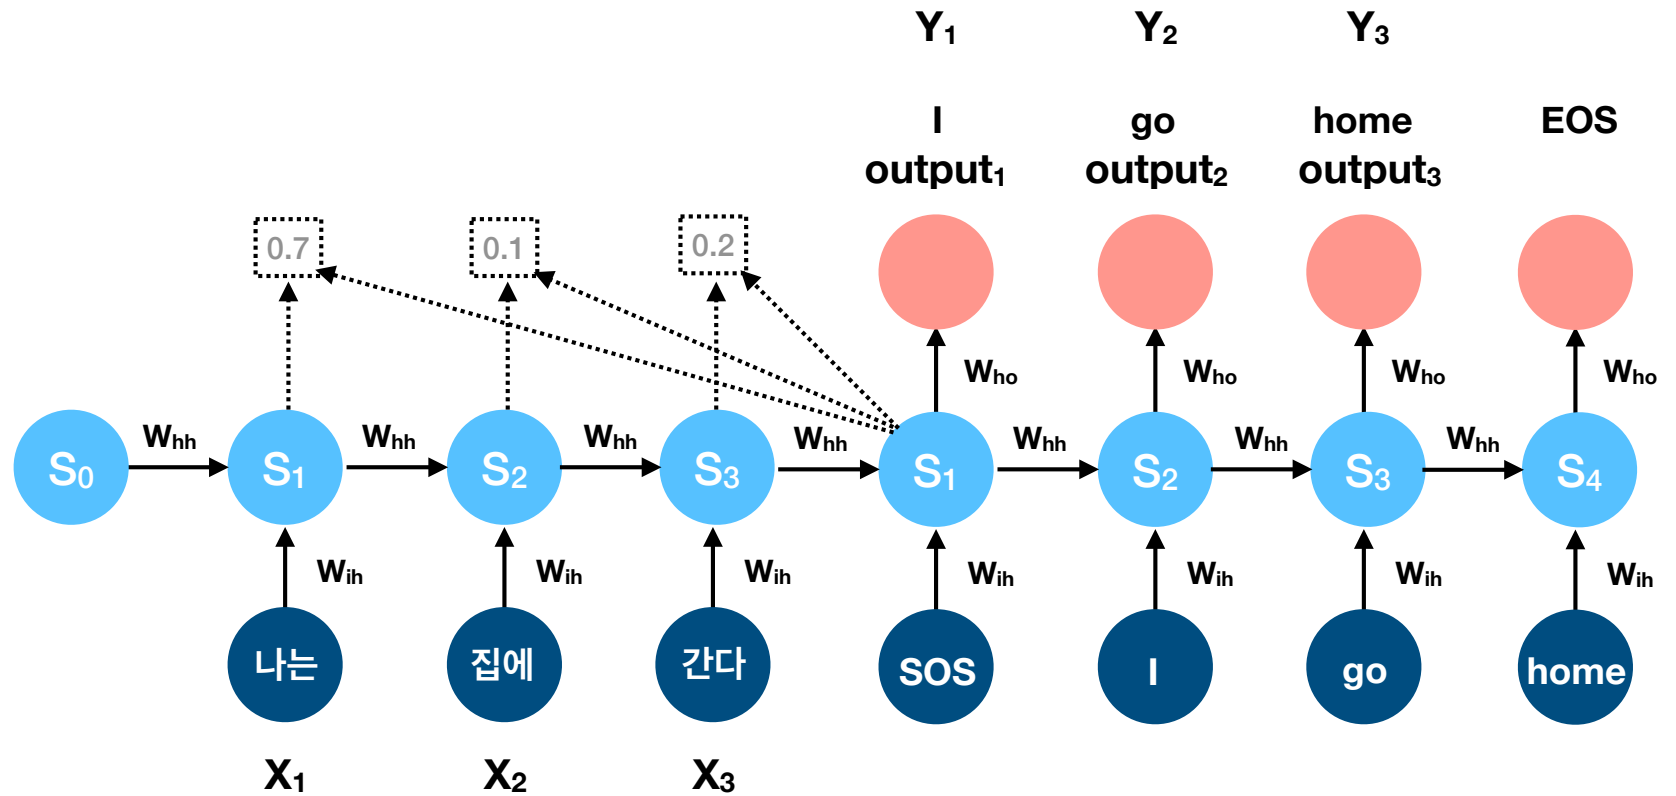 Y1 Y2 Y3
I go home EOS
output1 output2 output3
0.7 0.1 0.2
Who Who Who Who
Whh Whh Whh Whh Whh Whh Whh
S0 S1 S2 S3 S1 S2 S3 S4
Wih Wih Wih Wih Wih Wih Wih
나는 집에 간다 SOS I go home
X1 X2 X3